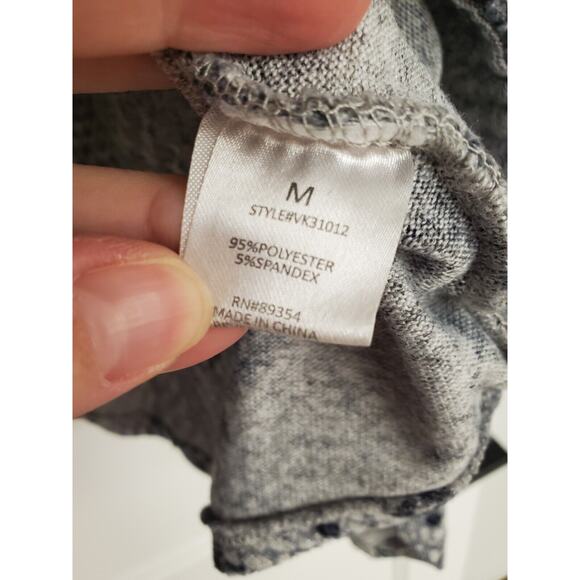 M
STYLE#VK31012
95%POLYESTER
5%SPANDEX
RN#89354
MADE IN CHINA